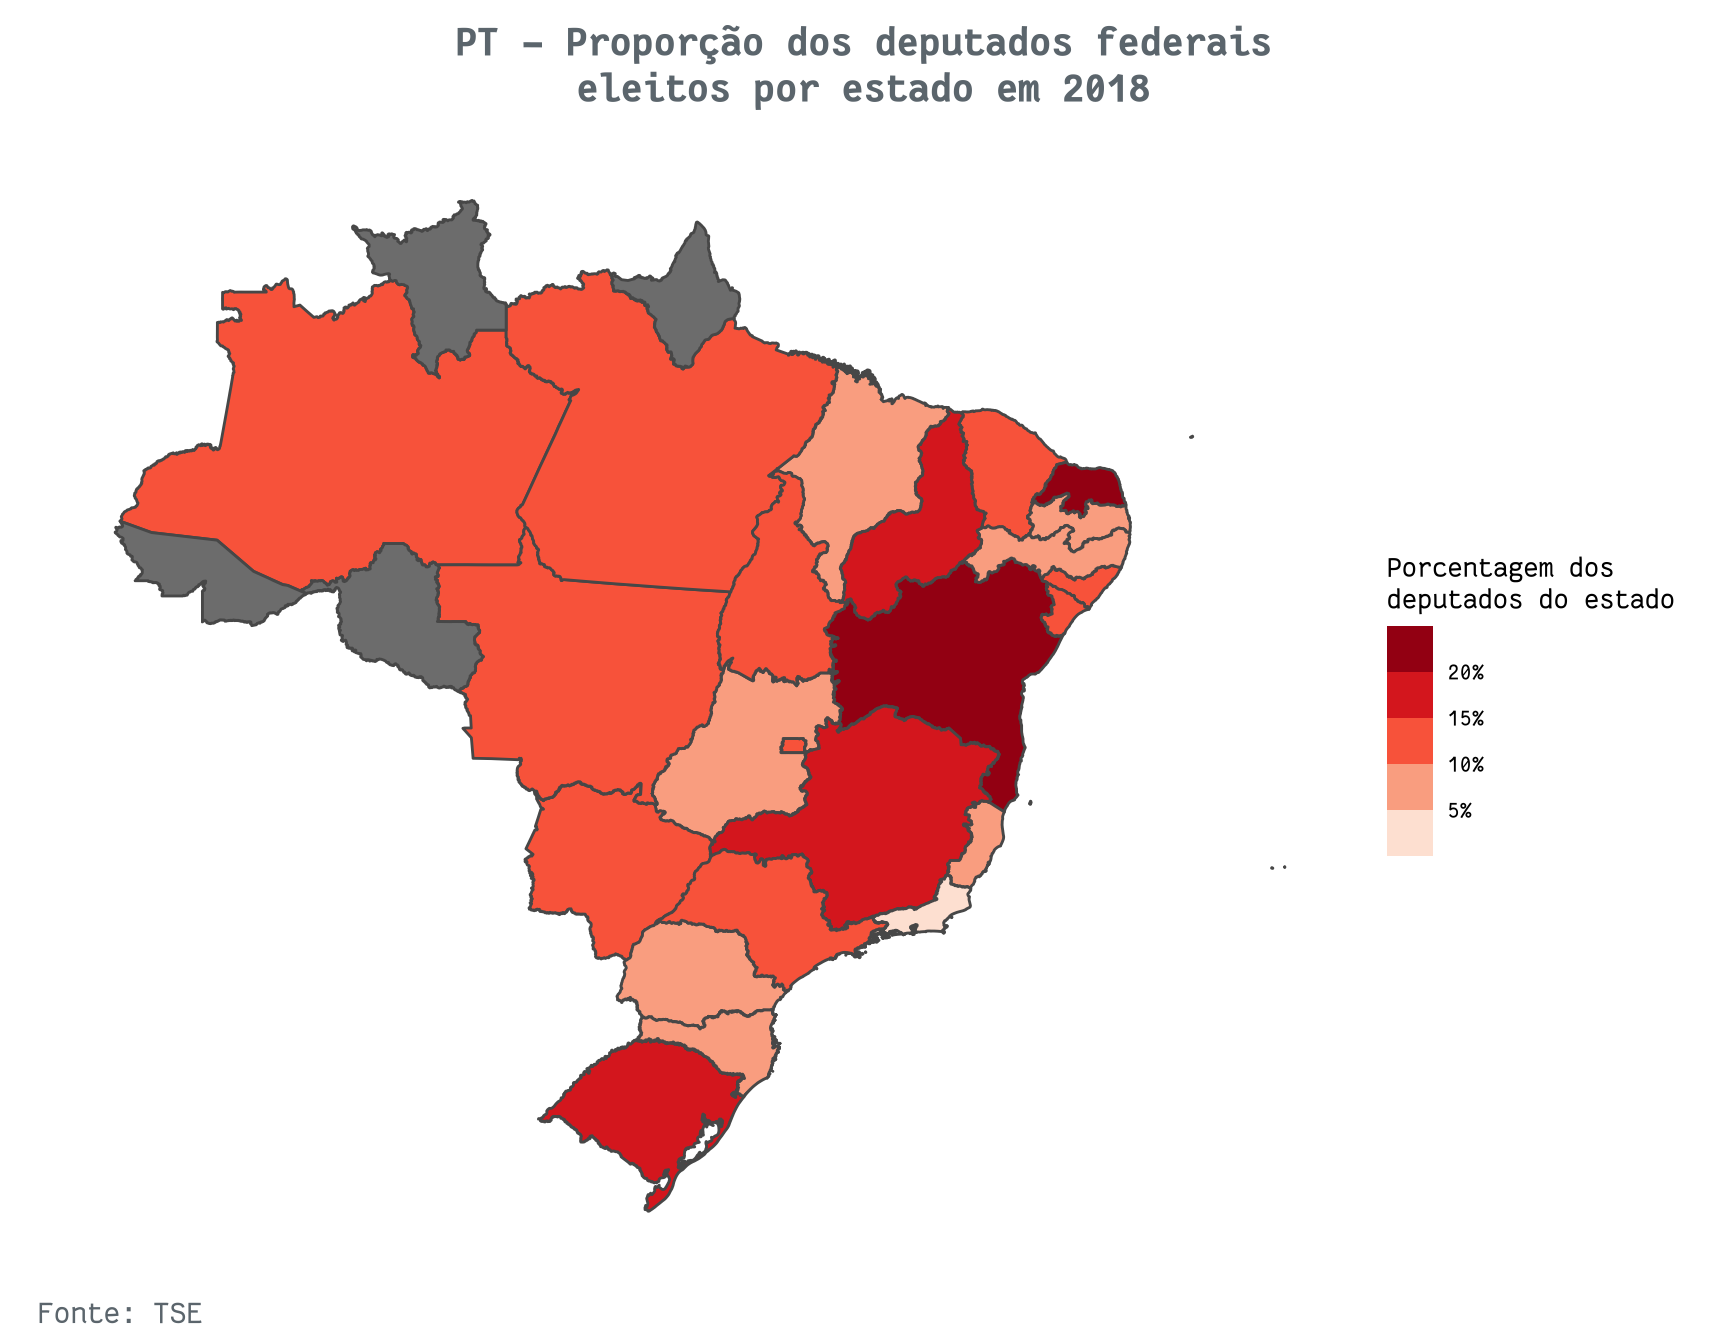 PT – Proporção dos deputados federais
eleitos por estado em 2018
Porcentagem dos
deputados do estado
20%
15%
10%
5%
Fonte: TSE